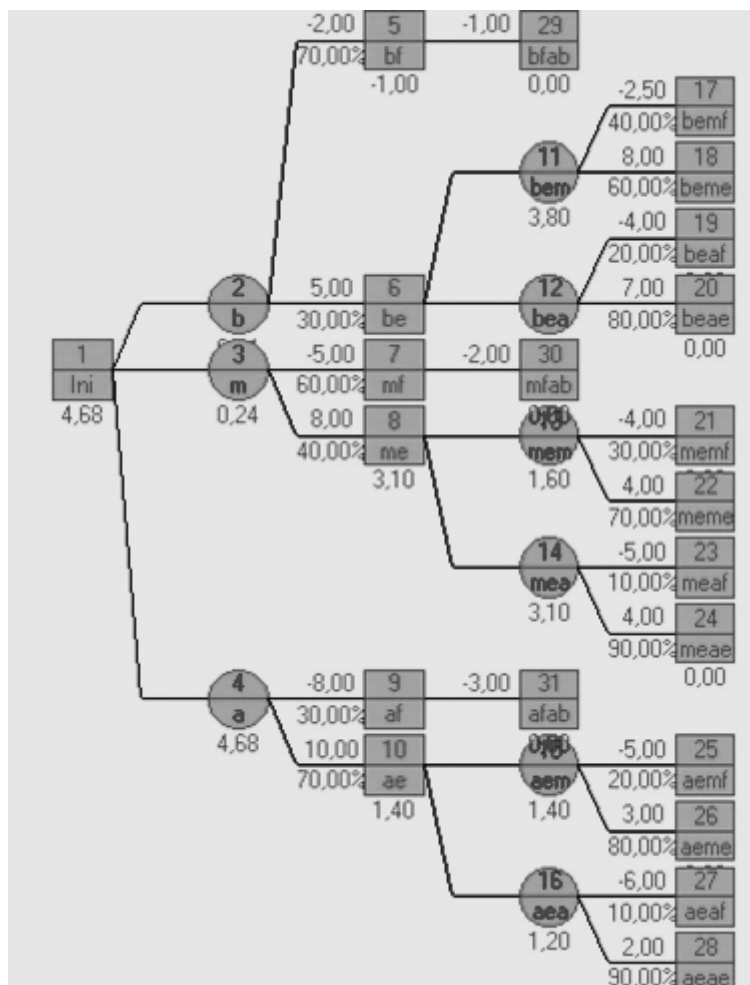 -2,00 5 -1,00 29
70,00% bf bfab
-1,00 0,00
-2,50 17
40,00% bemf
11 8,00 18
bem 60,00% beme
3,80 -4,00 19
20,00% beaf
2 5,00 6 12 7,00 20
b 30,00% be bea 80,00% beae
0,00
1 3 -5,00 7 -2,00 30
Ini m 60,00% mf mfab
4,68 0,24
8,00 8 -4,00 21
40,00% me mem 30,00% memf
3,10 1,60 4,00 22
70,00% meme
14 -5,00 23
mea 10,00% meaf
3,10 4,00 24
90,00% meae
0,00
4 -8,00 9 -3,00 31
a 30,00% af afab
4,68
10,00 10 -5,00 25
70,00% ae aem 20,00% aemf
1,40 1,40 3,00 26
80,00% aeme
16 -6,00 27
aea 10,00% aeaf
1,20 2,00 28
90,00% aeae